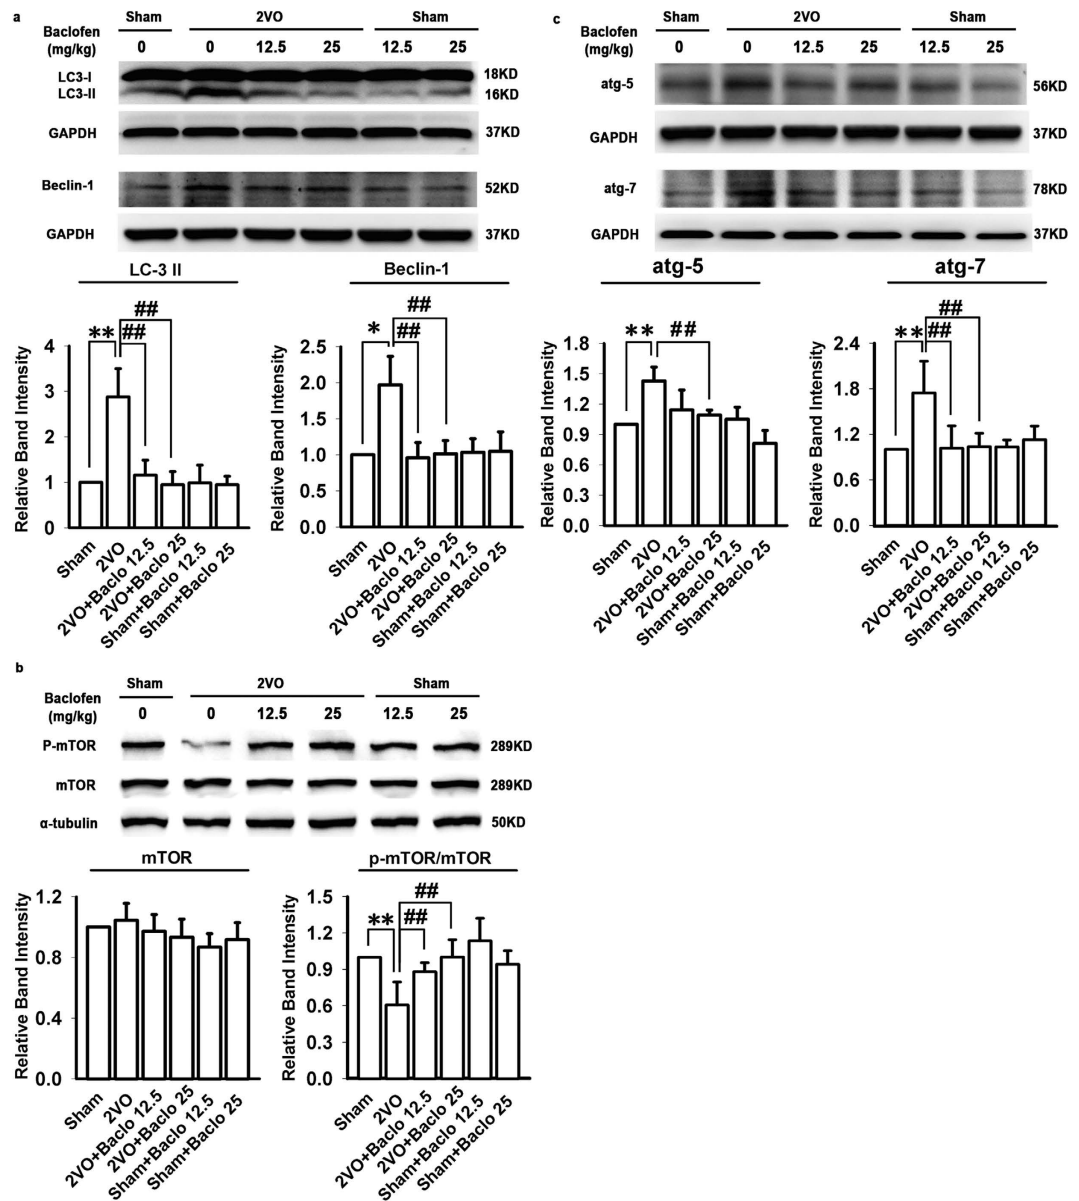 a
Sham 2VO Sham
Baclofen
(mg/kg) 0 0 12.5 25 12.5 25
LC3-I 18KD
LC3-II 16KD
GAPDH 37KD
Beclin-1 52KD
GAPDH 37KD
LC-3 II
** ## ##
Relative Band Intensity
4
3
2
1
0
Sham
2VO
2VO+Baclo 12.5
2VO+Baclo 25
Sham+Baclo 12.5
Sham+Baclo 25
Beclin-1
* ## ##
Relative Band Intensity
2.5
2.0
1.5
1.0
0.5
0.0
Sham
2VO
2VO+Baclo 12.5
2VO+Baclo 25
Sham+Baclo 12.5
Sham+Baclo 25
c
Sham 2VO Sham
Baclofen
(mg/kg) 0 0 12.5 25 12.5 25
atg-5 56KD
GAPDH 37KD
atg-7 78KD
GAPDH 37KD
atg-5
** ##
Relative Band Intensity
1.8
1.5
1.2
0.9
0.6
0.3
0.0
Sham
2VO
2VO+Baclo 12.5
2VO+Baclo 25
Sham+Baclo 12.5
Sham+Baclo 25
atg-7
** ## ##
Relative Band Intensity
2.4
1.8
1.2
0.6
0.0
Sham
2VO
2VO+Baclo 12.5
2VO+Baclo 25
Sham+Baclo 12.5
Sham+Baclo 25
b
Sham 2VO Sham
Baclofen
(mg/kg) 0 0 12.5 25 12.5 25
P-mTOR 289KD
mTOR 289KD
α-tubulin 50KD
mTOR
Relative Band Intensity
1.2
0.8
0.4
0.0
Sham
2VO
2VO+Baclo 12.5
2VO+Baclo 25
Sham+Baclo 12.5
Sham+Baclo 25
p-mTOR/mTOR
** ## ##
Relative Band Intensity
1.5
1.2
0.9
0.6
0.3
0.0
Sham
2VO
2VO+Baclo 12.5
2VO+Baclo 25
Sham+Baclo 12.5
Sham+Baclo 25